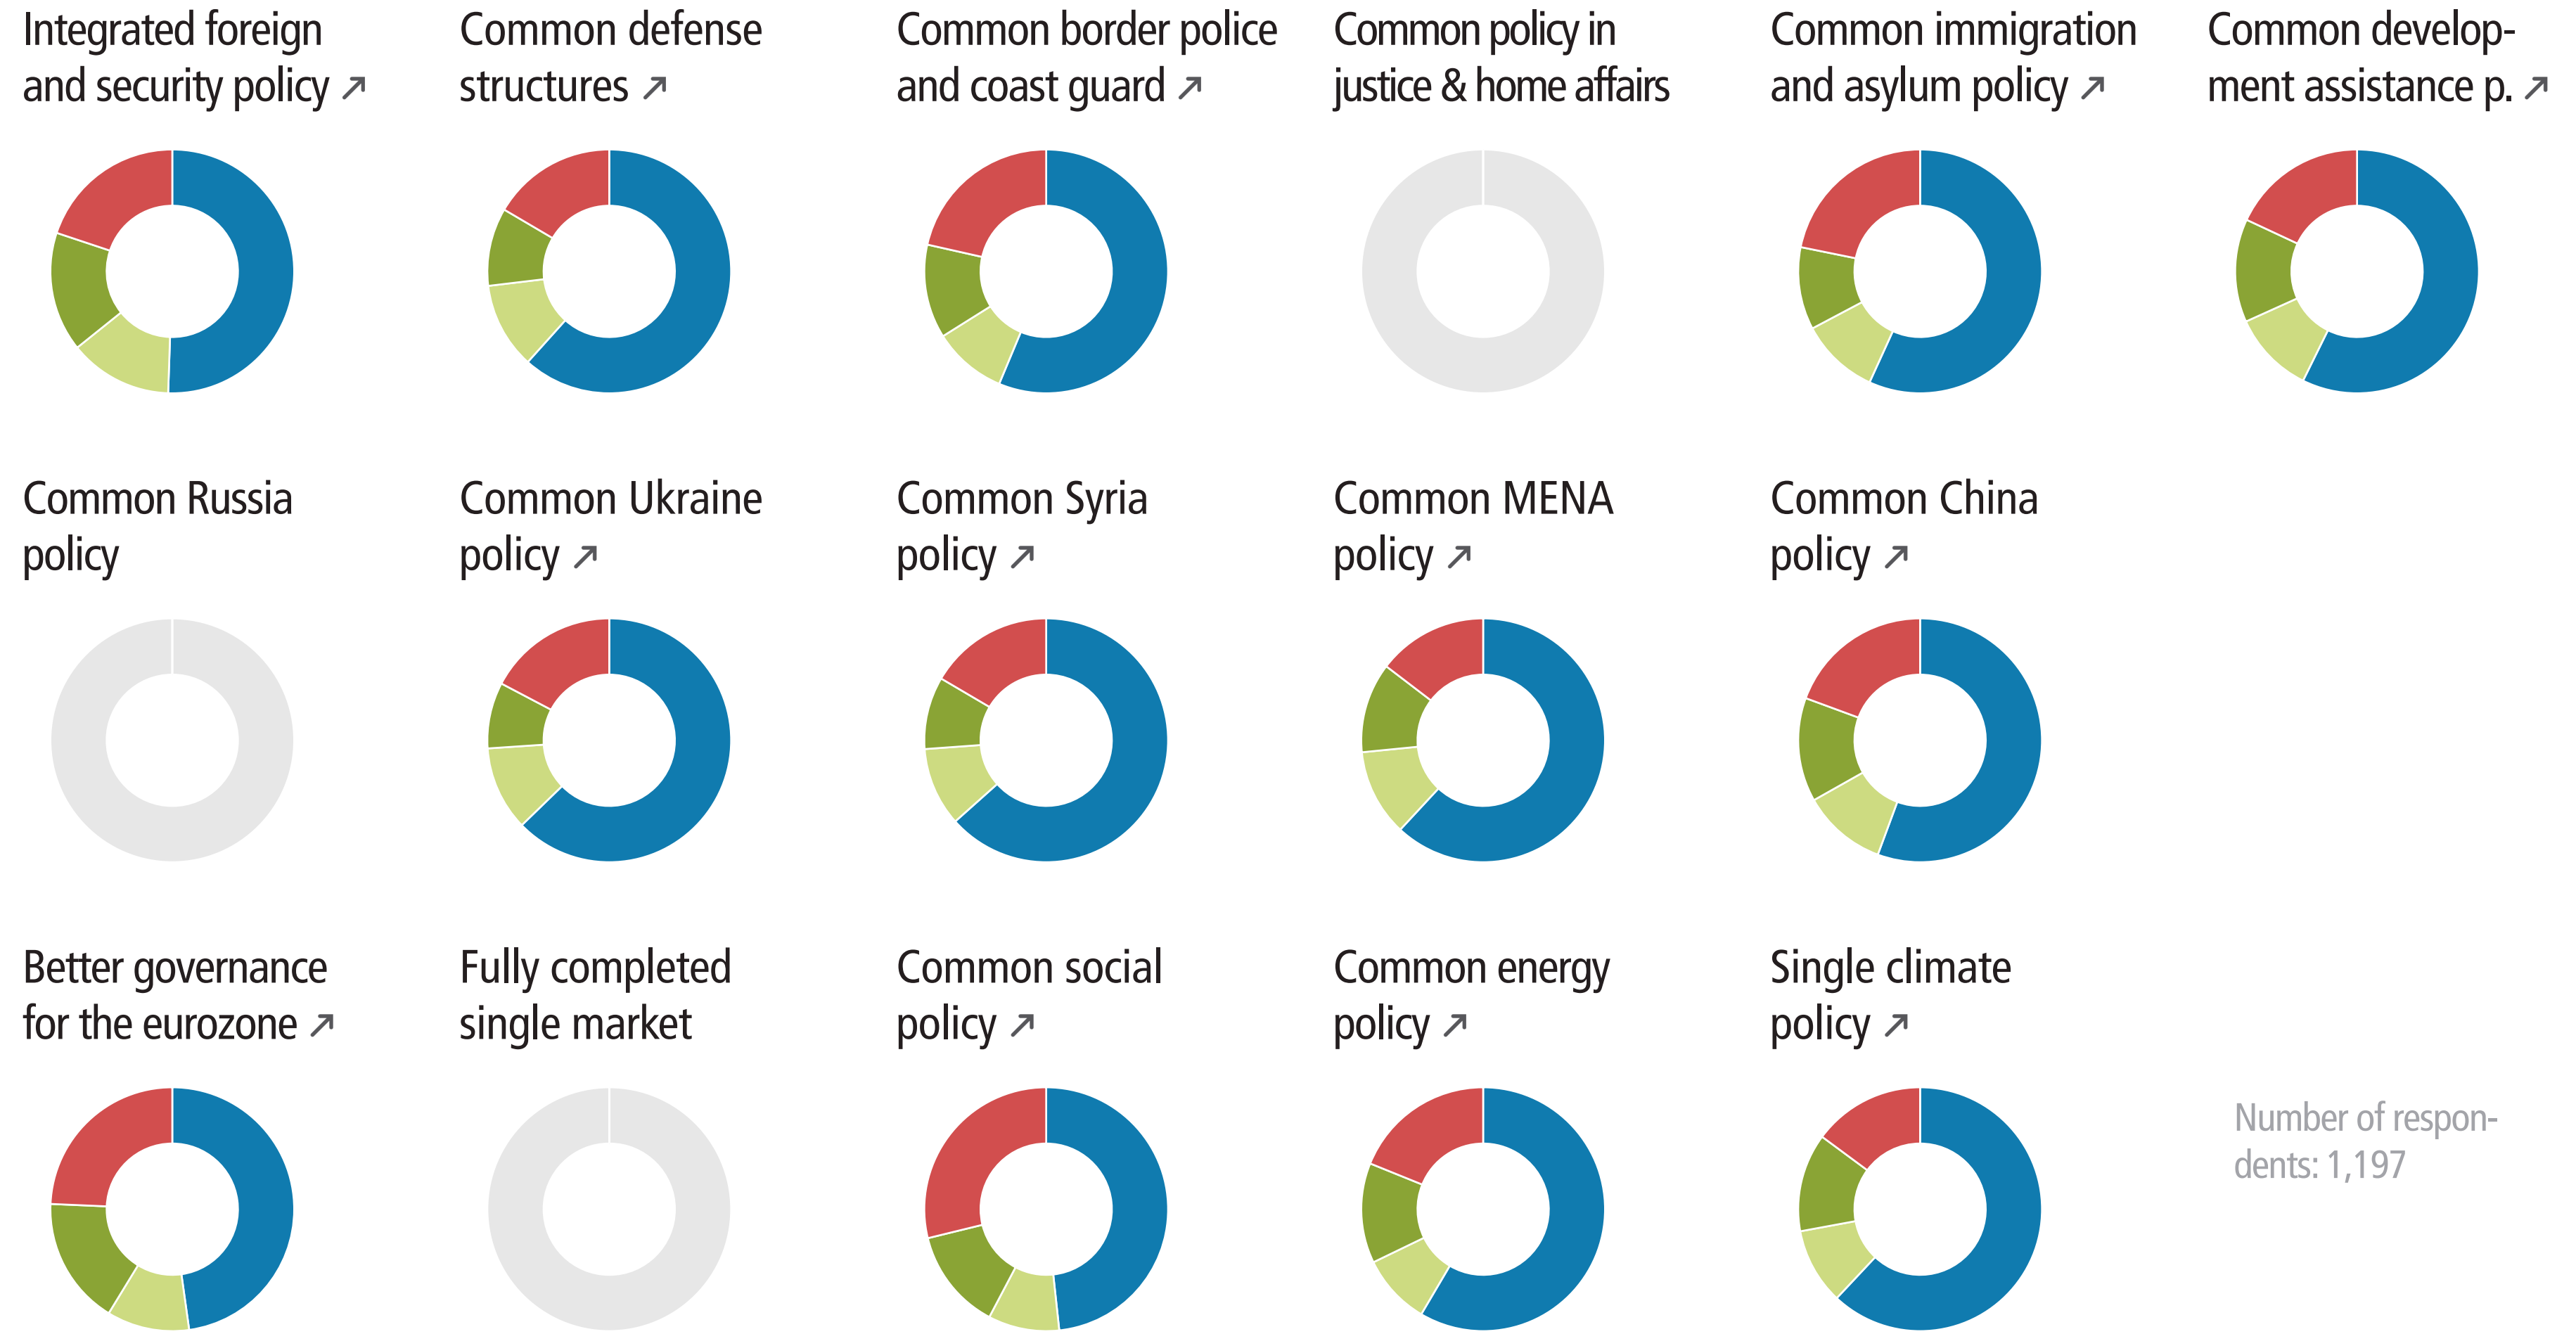 Integrated foreign
and security policy ↗
Common defense
structures ↗
Common border police
and coast guard ↗
Common policy in
justice & home affairs
Common immigration
and asylum policy ↗
Common develop-
ment assistance p. ↗
Common Russia
policy
Common Ukraine
policy ↗
Common Syria
policy ↗
Common MENA
policy ↗
Common China
policy ↗
Better governance
for the eurozone ↗
Fully completed
single market
Common social
policy ↗
Common energy
policy ↗
Single climate
policy ↗
Number of respon-
dents: 1,197